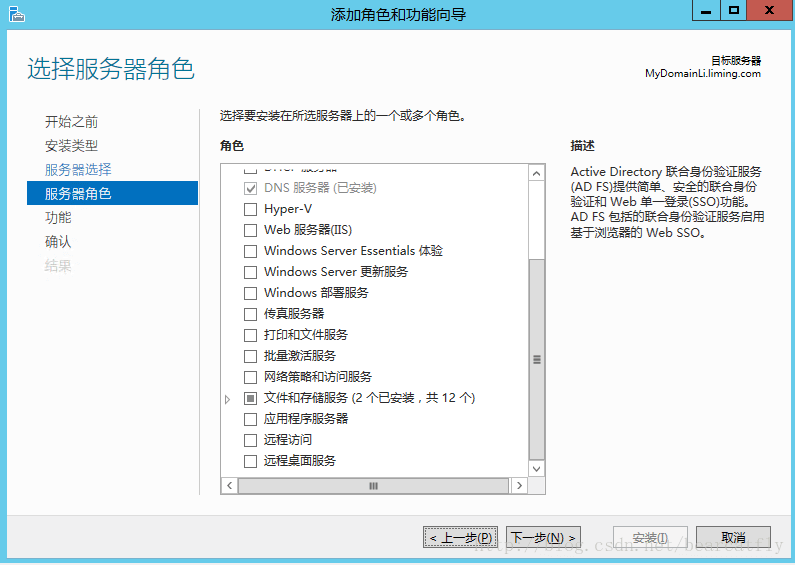 添加角色和功能向导
选择服务器角色
目标服务器
MyDomainLi.liming.com
开始之前
安装类型
服务器选择
服务器角色
功能
确认
结果
选择要安装在所选服务器上的一个或多个角色。
角色
DHCP 服务器
DNS 服务器 (已安装)
Hyper-V
Web 服务器(IIS)
Windows Server Essentials 体验
Windows Server 更新服务
Windows 部署服务
传真服务器
打印和文件服务
批量激活服务
网络策略和访问服务
文件和存储服务 (2 个已安装，共 12 个)
应用程序服务器
远程访问
远程桌面服务
描述
Active Directory 联合身份验证服务
(AD FS)提供简单、安全的联合身份
验证和 Web 单一登录(SSO)功能。
AD FS 包括的联合身份验证服务启用
基于浏览器的 Web SSO。
< 上一步(P)
下一步(N) >
安装(I)
取消
http://blog.csdn.net/bearcatfly